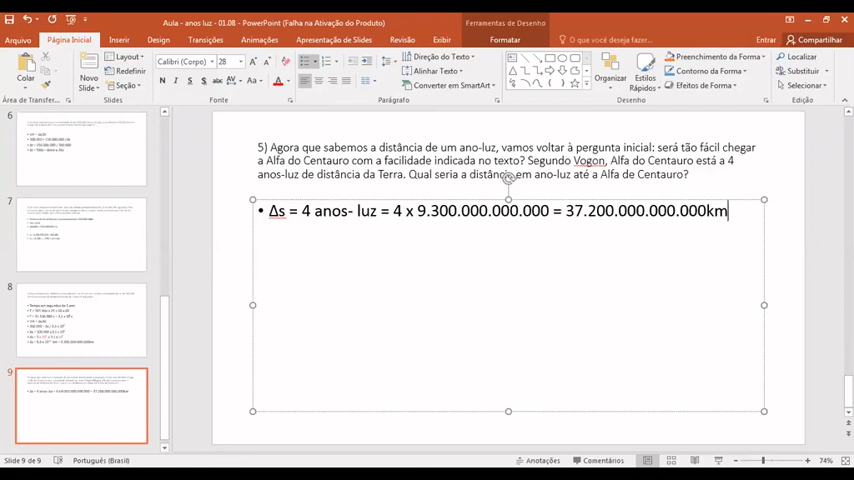 Aula - anos luz - 01.08 - PowerPoint (Falha na Ativação do Produto)
Ferramentas de Desenho
Arquivo
Página Inicial
Inserir
Design
Transições
Animações
Apresentação de Slides
Revisão
Exibir
Formatar
O que você deseja fazer...
Entrar
Compartilhar
Colar
Novo
Slide
Layout
Redefinir
Seção
Calibri (Corpo)
28
N I S S abc AV Aa A
Direção do Texto
Alinhar Texto
Converter em SmartArt
Organizar
Estilos
Rápidos
Preenchimento da Forma
Contorno da Forma
Efeitos de Forma
Localizar
Substituir
Selecionar
Área de Transfer...
Slides
Fonte
Parágrafo
Desenho
Edição
6
7
8
9
5) Agora que sabemos a distância de um ano-luz, vamos voltar à pergunta inicial: será tão fácil chegar
a Alfa do Centauro com a facilidade indicada no texto? Segundo Vogon, Alfa do Centauro está a 4
anos-luz de distância da Terra. Qual seria a distância em ano-luz até a Alfa de Centauro?
• Δs = 4 anos- luz = 4 x 9.300.000.000.000 = 37.200.000.000.000km
Slide 9 de 9
Português (Brasil)
Anotações
Comentários
74%